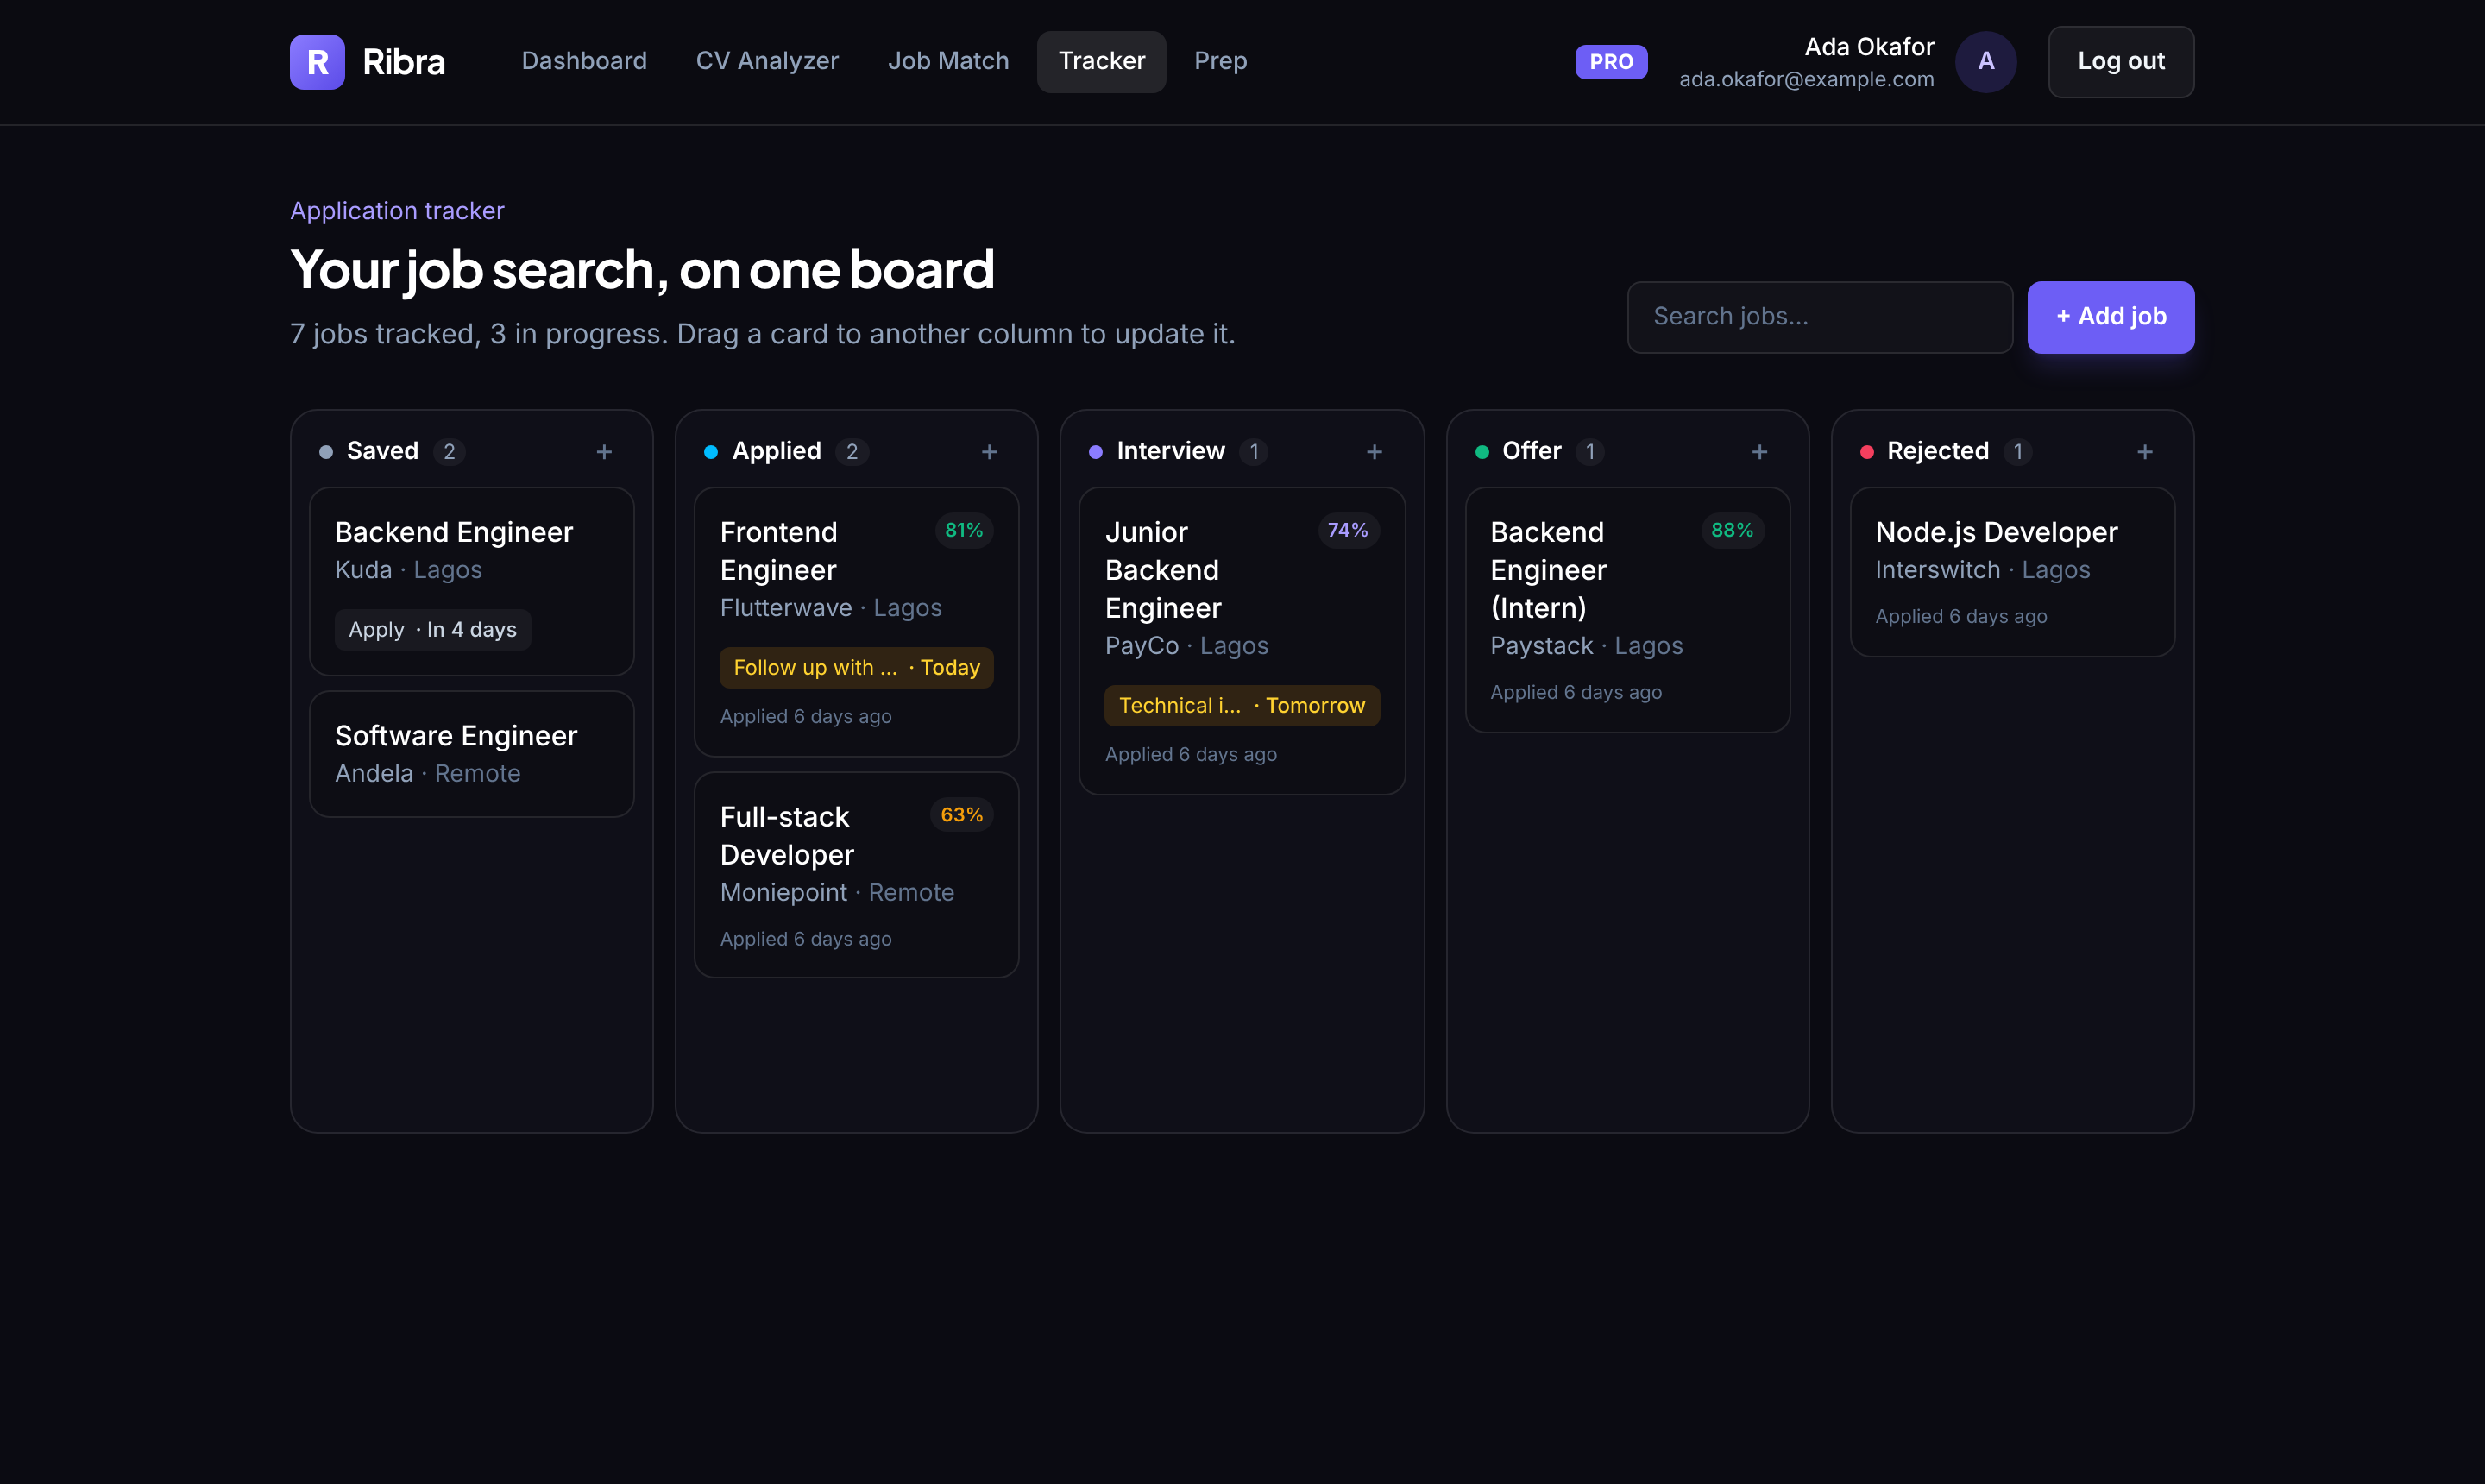 R Ribra
Dashboard
CV Analyzer
Job Match
Tracker
Prep
PRO
Ada Okafor
ada.okafor@example.com
A
Log out
Application tracker
Your job search, on one board
7 jobs tracked, 3 in progress. Drag a card to another column to update it.
Search jobs...
+ Add job
Saved 2 +
Backend Engineer
Kuda · Lagos
Apply · In 4 days
Software Engineer
Andela · Remote
Applied 2 +
Frontend
Engineer
81%
Flutterwave · Lagos
Follow up with ... · Today
Applied 6 days ago
Full-stack
Developer
63%
Moniepoint · Remote
Applied 6 days ago
Interview 1 +
Junior
Backend
Engineer
74%
PayCo · Lagos
Technical i... · Tomorrow
Applied 6 days ago
Offer 1 +
Backend
Engineer
(Intern)
88%
Paystack · Lagos
Applied 6 days ago
Rejected 1 +
Node.js Developer
Interswitch · Lagos
Applied 6 days ago